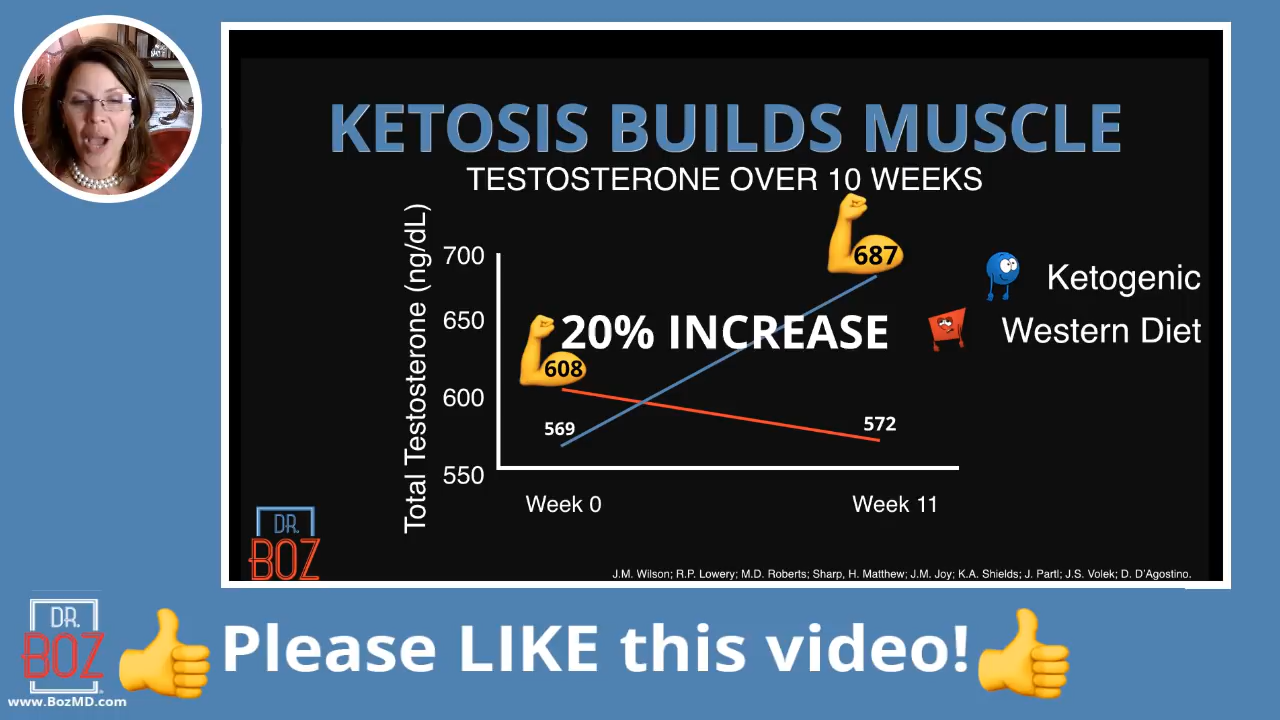 KETOSIS BUILDS MUSCLE
TESTOSTERONE OVER 10 WEEKS
Total Testosterone (ng/dL)
700
650
600
550
687
20% INCREASE
608
569
572
Week 0
Week 11
Ketogenic
Western Diet
DR.
BOZ
J.M. Wilson; R.P. Lowery; M.D. Roberts; Sharp, H. Matthew; J.M. Joy; K.A. Shields; J. Partl; J.S. Volek; D. D'Agostino.
DR.
BOZ
www.BozMD.com
Please LIKE this video!